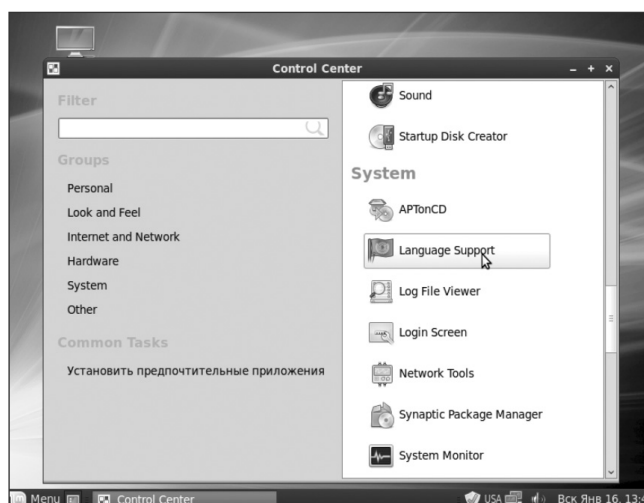 Control Center
Filter
Groups
Personal
Look and Feel
Internet and Network
Hardware
System
Other
Common Tasks
Установить предпочтительные приложения
Sound
Startup Disk Creator
System
APTonCD
Language Support
Log File Viewer
Login Screen
Network Tools
Synaptic Package Manager
System Monitor
Menu
Control Center
USA
Вск Янв 16, 13: